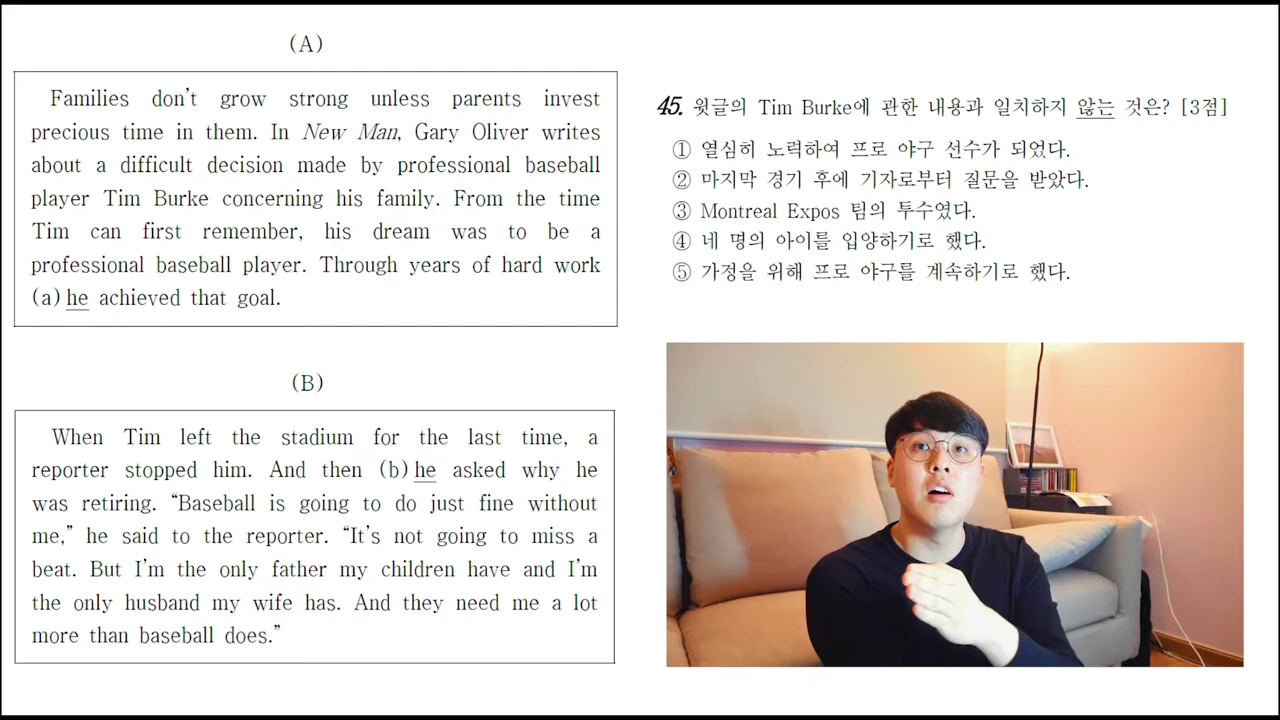 (A)
Families don't grow strong unless parents invest
precious time in them. In New Man, Gary Oliver writes
about a difficult decision made by professional baseball
player Tim Burke concerning his family. From the time
Tim can first remember, his dream was to be a
professional baseball player. Through years of hard work
(a) he achieved that goal.
(B)
When Tim left the stadium for the last time, a
reporter stopped him. And then (b) he asked why he
was retiring. “Baseball is going to do just fine without
me,” he said to the reporter. “It's not going to miss a
beat. But I'm the only father my children have and I'm
the only husband my wife has. And they need me a lot
more than baseball does.”
45. 윗글의 Tim Burke에 관한 내용과 일치하지 않는 것은? [3점]
① 열심히 노력하여 프로 야구 선수가 되었다.
② 마지막 경기 후에 기자로부터 질문을 받았다.
③ Montreal Expos 팀의 투수였다.
④ 네 명의 아이를 입양하기로 했다.
⑤ 가정을 위해 프로 야구를 계속하기로 했다.